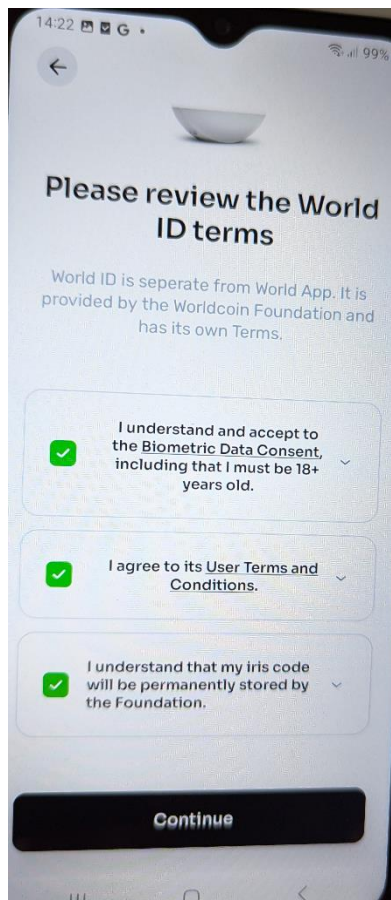 14:22 G
99%
Please review the World
ID terms
World ID is seperate from World App. It is
provided by the Worldcoin Foundation and
has its own Terms.
I understand and accept to
the Biometric Data Consent,
including that I must be 18+
years old.
I agree to its User Terms and
Conditions.
I understand that my iris code
will be permanently stored by
the Foundation.
Continue